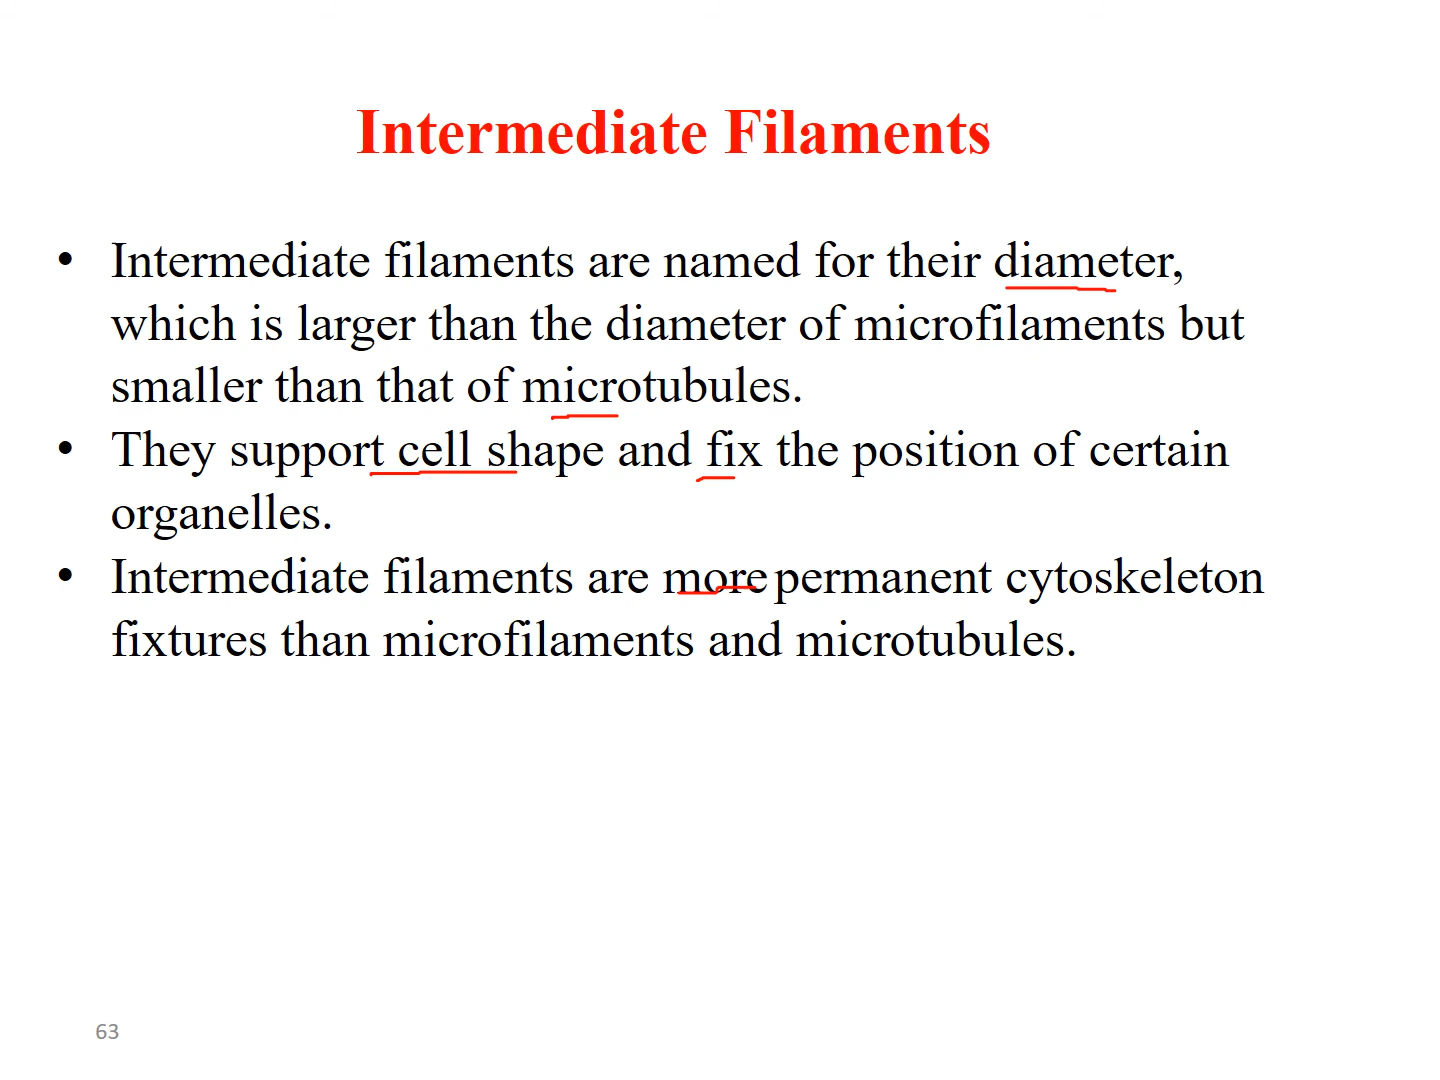 Intermediate Filaments
• Intermediate filaments are named for their diameter,
which is larger than the diameter of microfilaments but
smaller than that of microtubules.
• They support cell shape and fix the position of certain
organelles.
• Intermediate filaments are more permanent cytoskeleton
fixtures than microfilaments and microtubules.
63